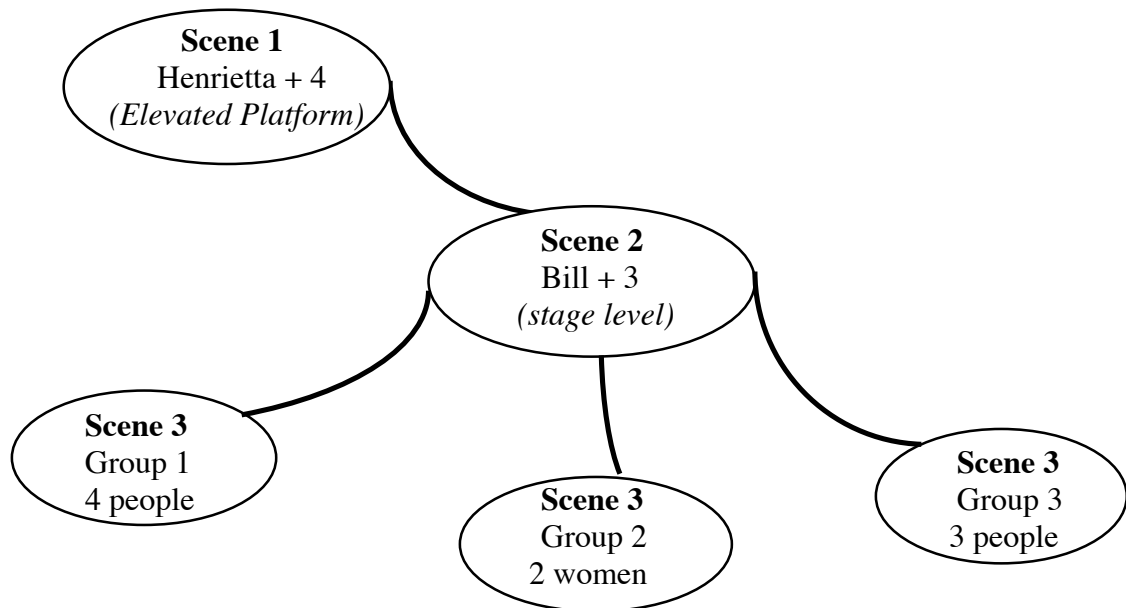 Scene 1
Henrietta + 4
(Elevated Platform)
Scene 2
Bill + 3
(stage level)
Scene 3
Group 1
4 people
Scene 3
Group 2
2 women
Scene 3
Group 3
3 people